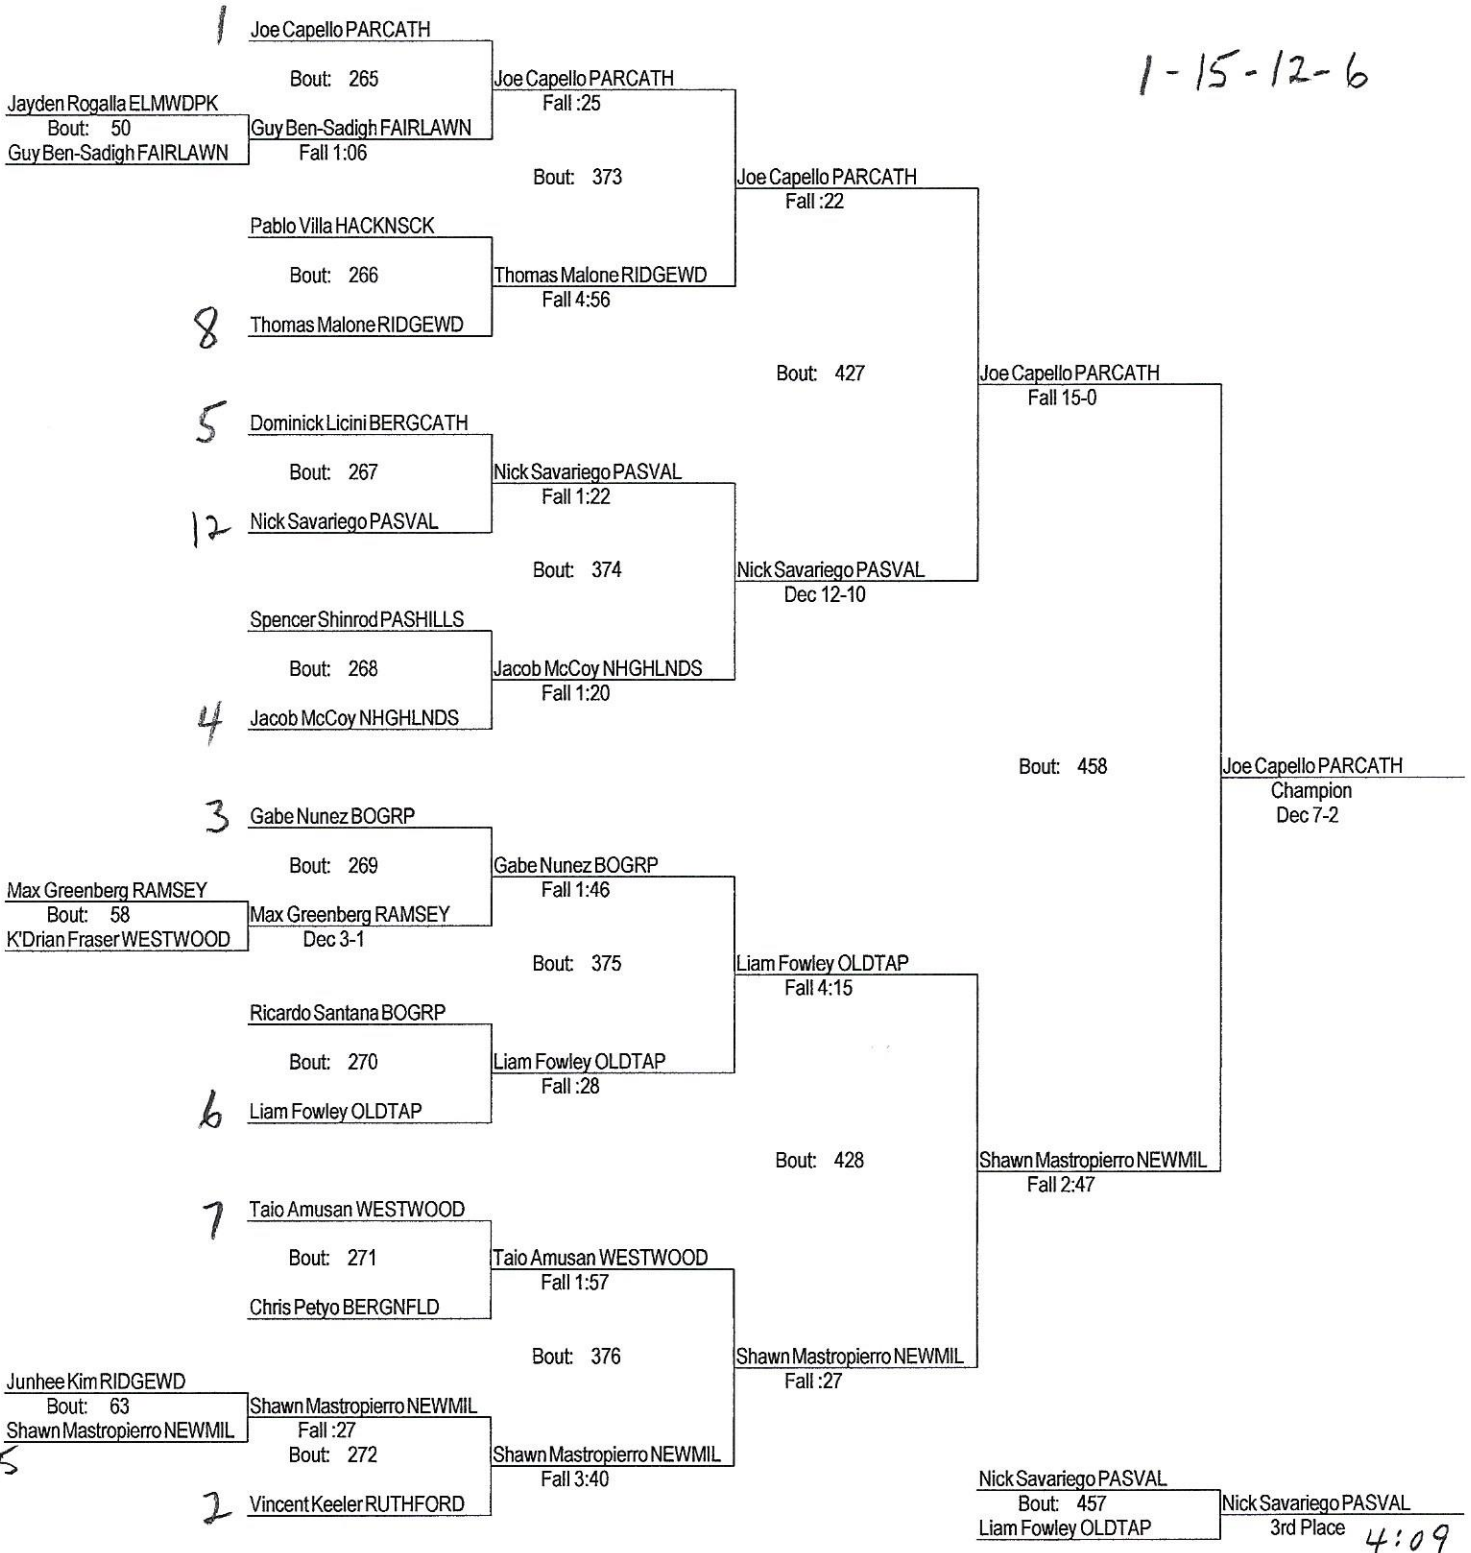 1 Joe Capello PARCATH
1-15-12-6
Bout: 265
Joe Capello PARCATH
Fall :25
Jayden Rogalla ELMWDPK
Bout: 50
Guy Ben-Sadigh FAIRLAWN
Guy Ben-Sadigh FAIRLAWN
Fall 1:06
Bout: 373
Joe Capello PARCATH
Fall :22
Pablo Villa HACKNSCK
Bout: 266
Thomas Malone RIDGEWD
Fall 4:56
8 Thomas Malone RIDGEWD
Bout: 427
Joe Capello PARCATH
Fall 15-0
5 Dominick Licini BERGCATH
Bout: 267
Nick Savariego PASVAL
Fall 1:22
12 Nick Savariego PASVAL
Bout: 374
Nick Savariego PASVAL
Dec 12-10
Spencer Shinrod PASHILLS
Bout: 268
Jacob McCoy NHGHLNDS
Fall 1:20
4 Jacob McCoy NHGHLNDS
Bout: 458
Joe Capello PARCATH
Champion
Dec 7-2
3 Gabe Nunez BOGRP
Bout: 269
Gabe Nunez BOGRP
Fall 1:46
Max Greenberg RAMSEY
Bout: 58
K'Drian Fraser WESTWOOD
Max Greenberg RAMSEY
Dec 3-1
Bout: 375
Liam Fowley OLDTAP
Fall 4:15
Ricardo Santana BOGRP
Bout: 270
Liam Fowley OLDTAP
Fall :28
6 Liam Fowley OLDTAP
Bout: 428
Shawn Mastropierro NEWMIL
Fall 2:47
7 Taio Amusan WESTWOOD
Bout: 271
Taio Amusan WESTWOOD
Fall 1:57
Chris Petyo BERGNFLD
Bout: 376
Shawn Mastropierro NEWMIL
Fall :27
Junhee Kim RIDGEWD
Bout: 63
Shawn Mastropierro NEWMIL
5
Shawn Mastropierro NEWMIL
Fall :27
Bout: 272
Shawn Mastropierro NEWMIL
Fall 3:40
2 Vincent Keeler RUTHFORD
Nick Savariego PASVAL
Bout: 457
Liam Fowley OLDTAP
Nick Savariego PASVAL
3rd Place 4:09